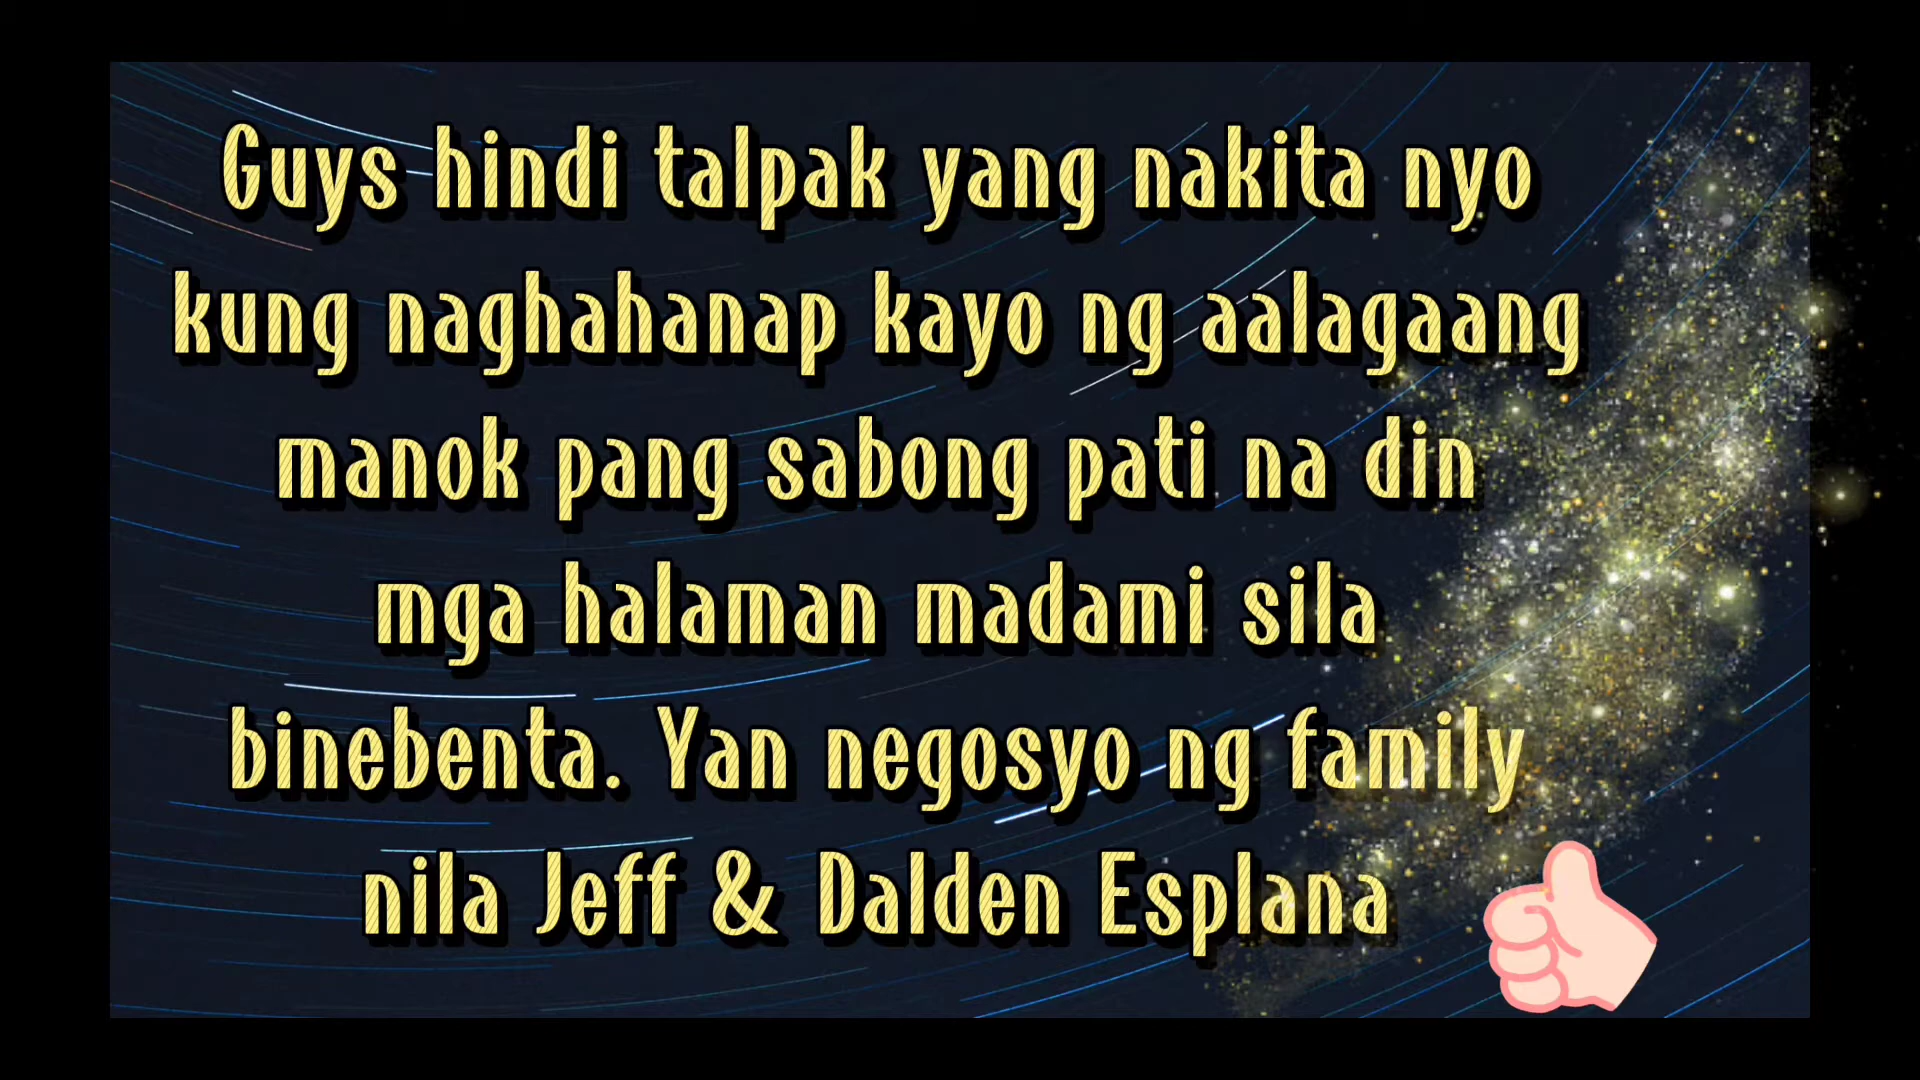 Guys hindi talpak yang nakita nyo
kung naghahanap kayo ng aalagaang
manok pang sabong pati na din
mga halaman madami sila
binebenta. Yan negosyo ng family
nila Jeff & Dalden Esplana